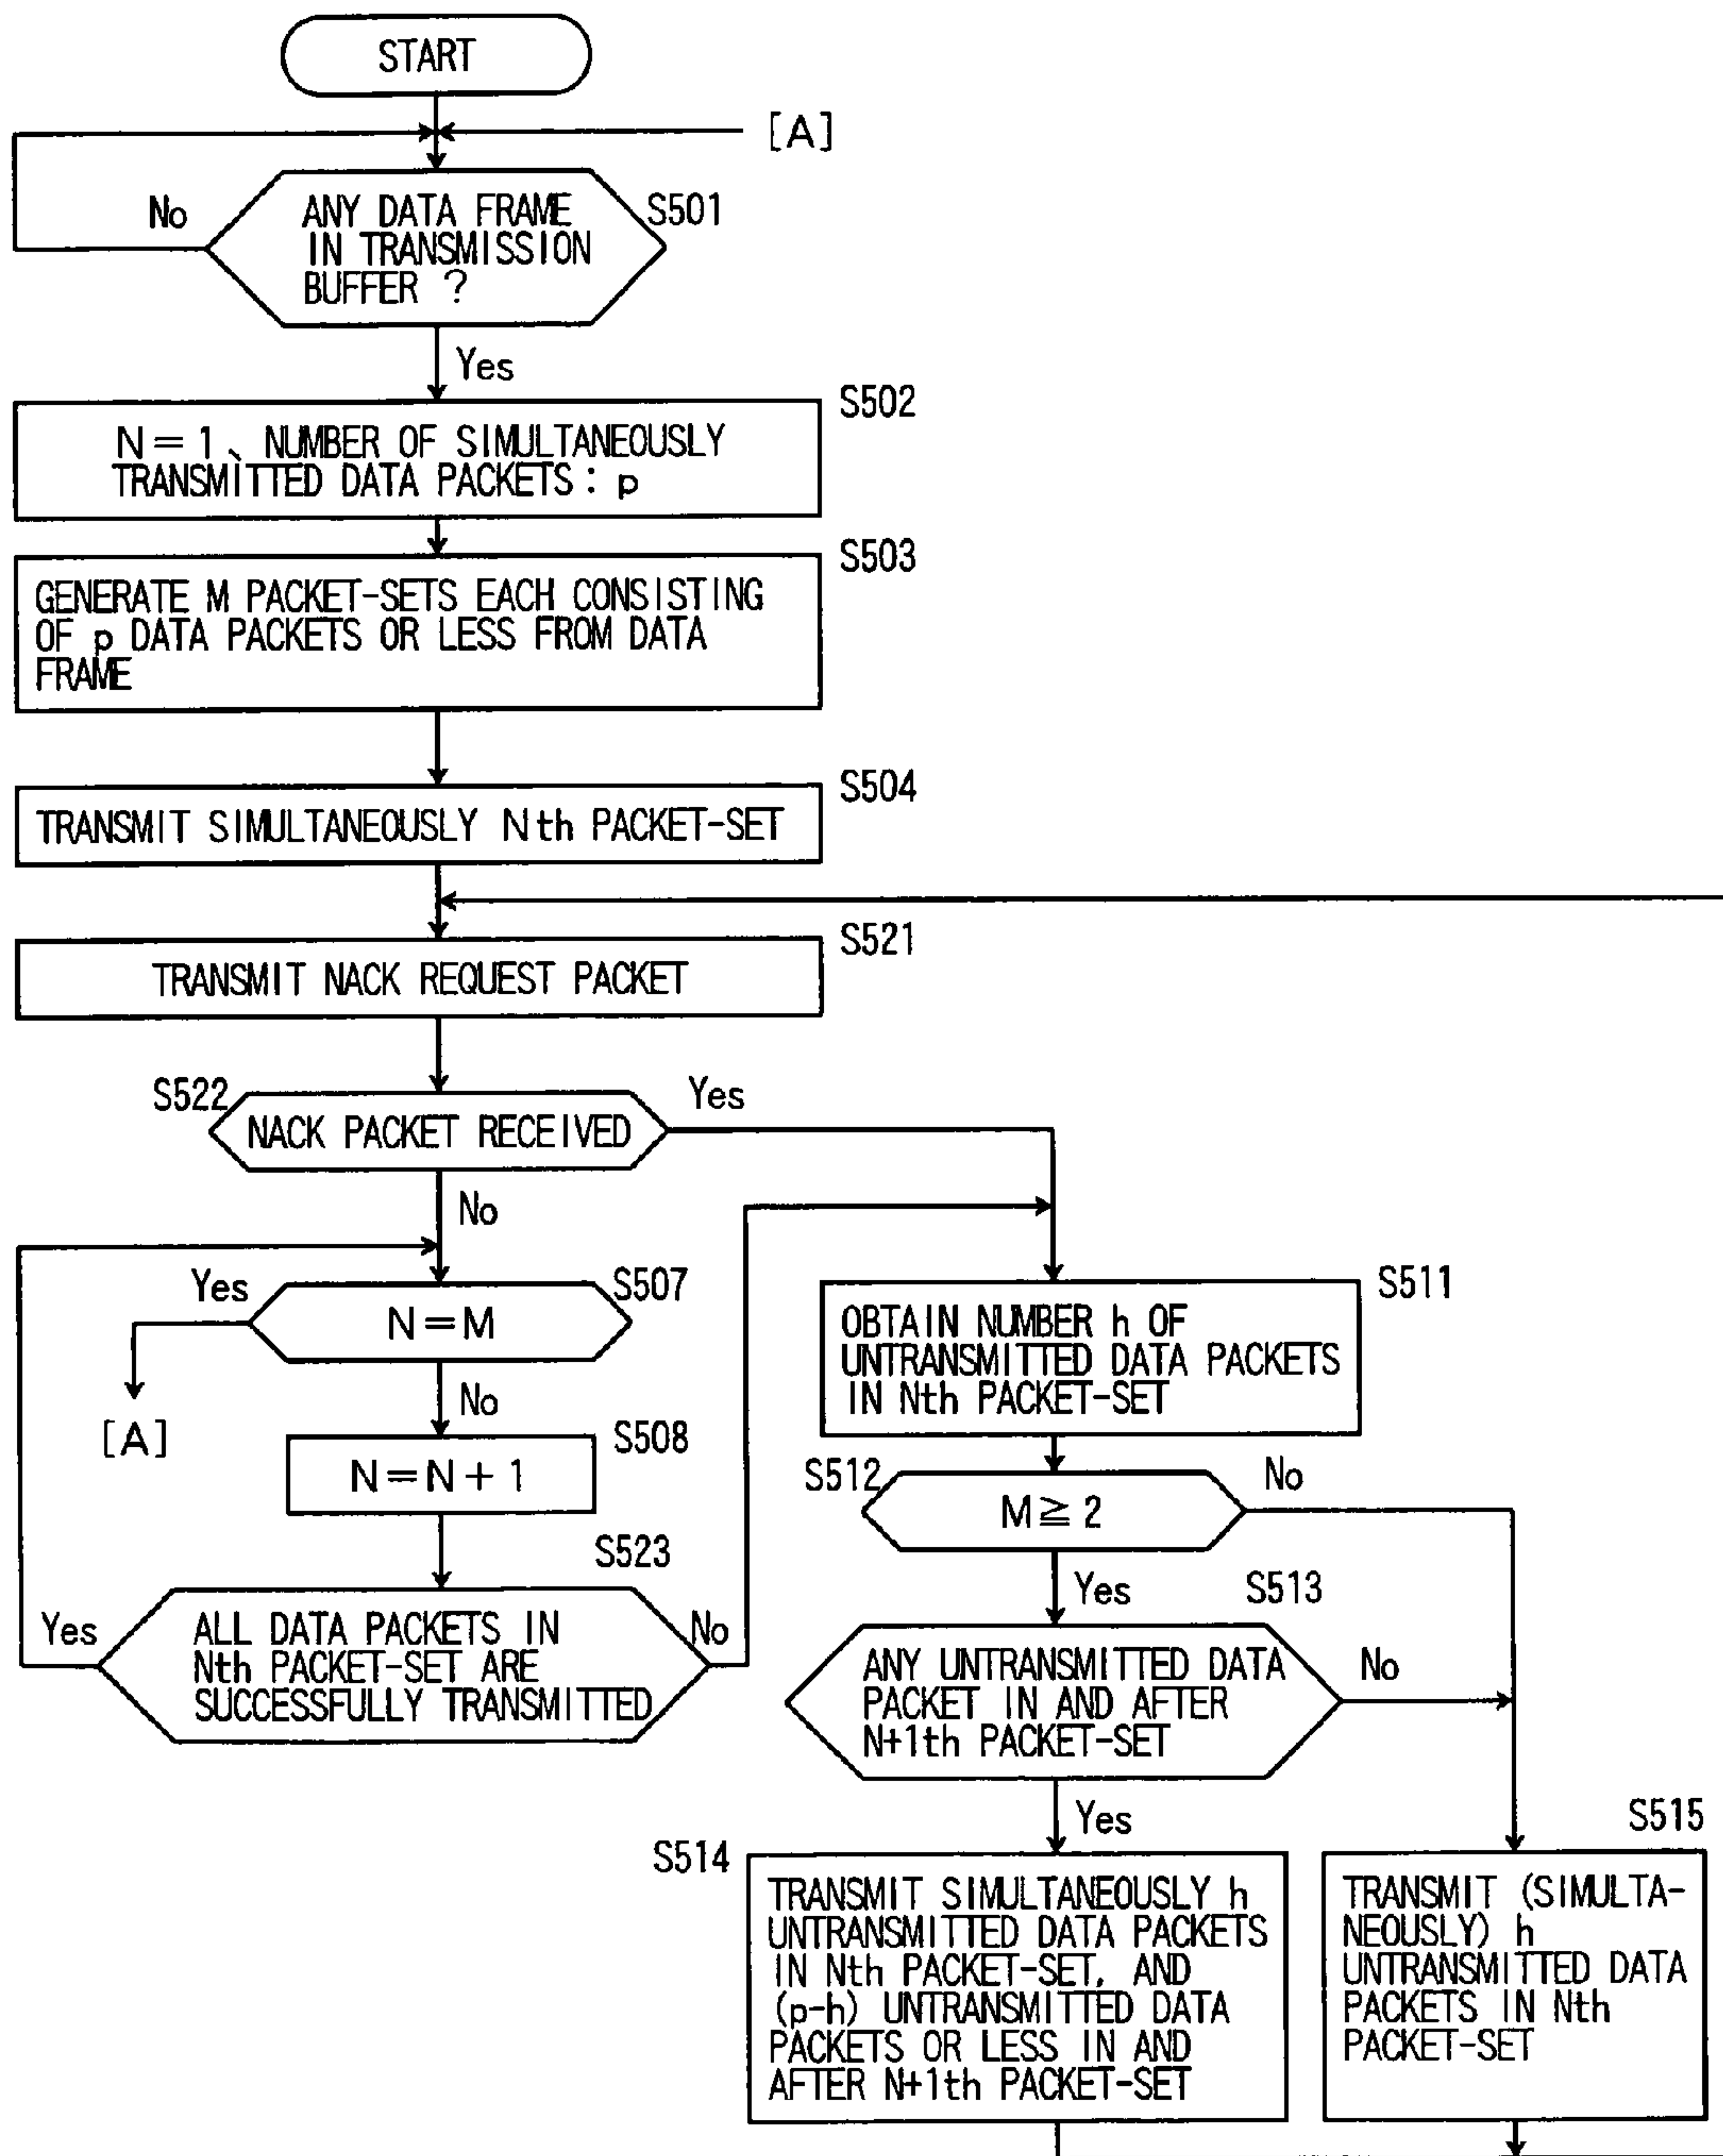 START
[A]
No
ANY DATA FRAME
IN TRANSMISSION
BUFFER ?
S501
Yes
S502
N=1、NUMBER OF SIMULTANEOUSLY
TRANSMITTED DATA PACKETS: p
S503
GENERATE M PACKET-SETS EACH CONSISTING
OF p DATA PACKETS OR LESS FROM DATA
FRAME
S504
TRANSMIT SIMULTANEOUSLY Nth PACKET-SET
S521
TRANSMIT NACK REQUEST PACKET
S522
NACK PACKET RECEIVED
Yes
No
Yes
S507
N=M
[A]
No
S508
N=N+1
S523
Yes
ALL DATA PACKETS IN
Nth PACKET-SET ARE
SUCCESSFULLY TRANSMITTED
No
S511
OBTAIN NUMBER h OF
UNTRANSMITTED DATA PACKETS
IN Nth PACKET-SET
S512
M≧2
No
Yes
S513
ANY UNTRANSMITTED DATA
PACKET IN AND AFTER
N+1th PACKET-SET
No
Yes
S514
TRANSMIT SIMULTANEOUSLY h
UNTRANSMITTED DATA PACKETS
IN Nth PACKET-SET, AND
(p-h) UNTRANSMITTED DATA
PACKETS OR LESS IN AND
AFTER N+1th PACKET-SET
S515
TRANSMIT (SIMULTA-
NEOUSLY) h
UNTRANSMITTED DATA
PACKETS IN Nth
PACKET-SET